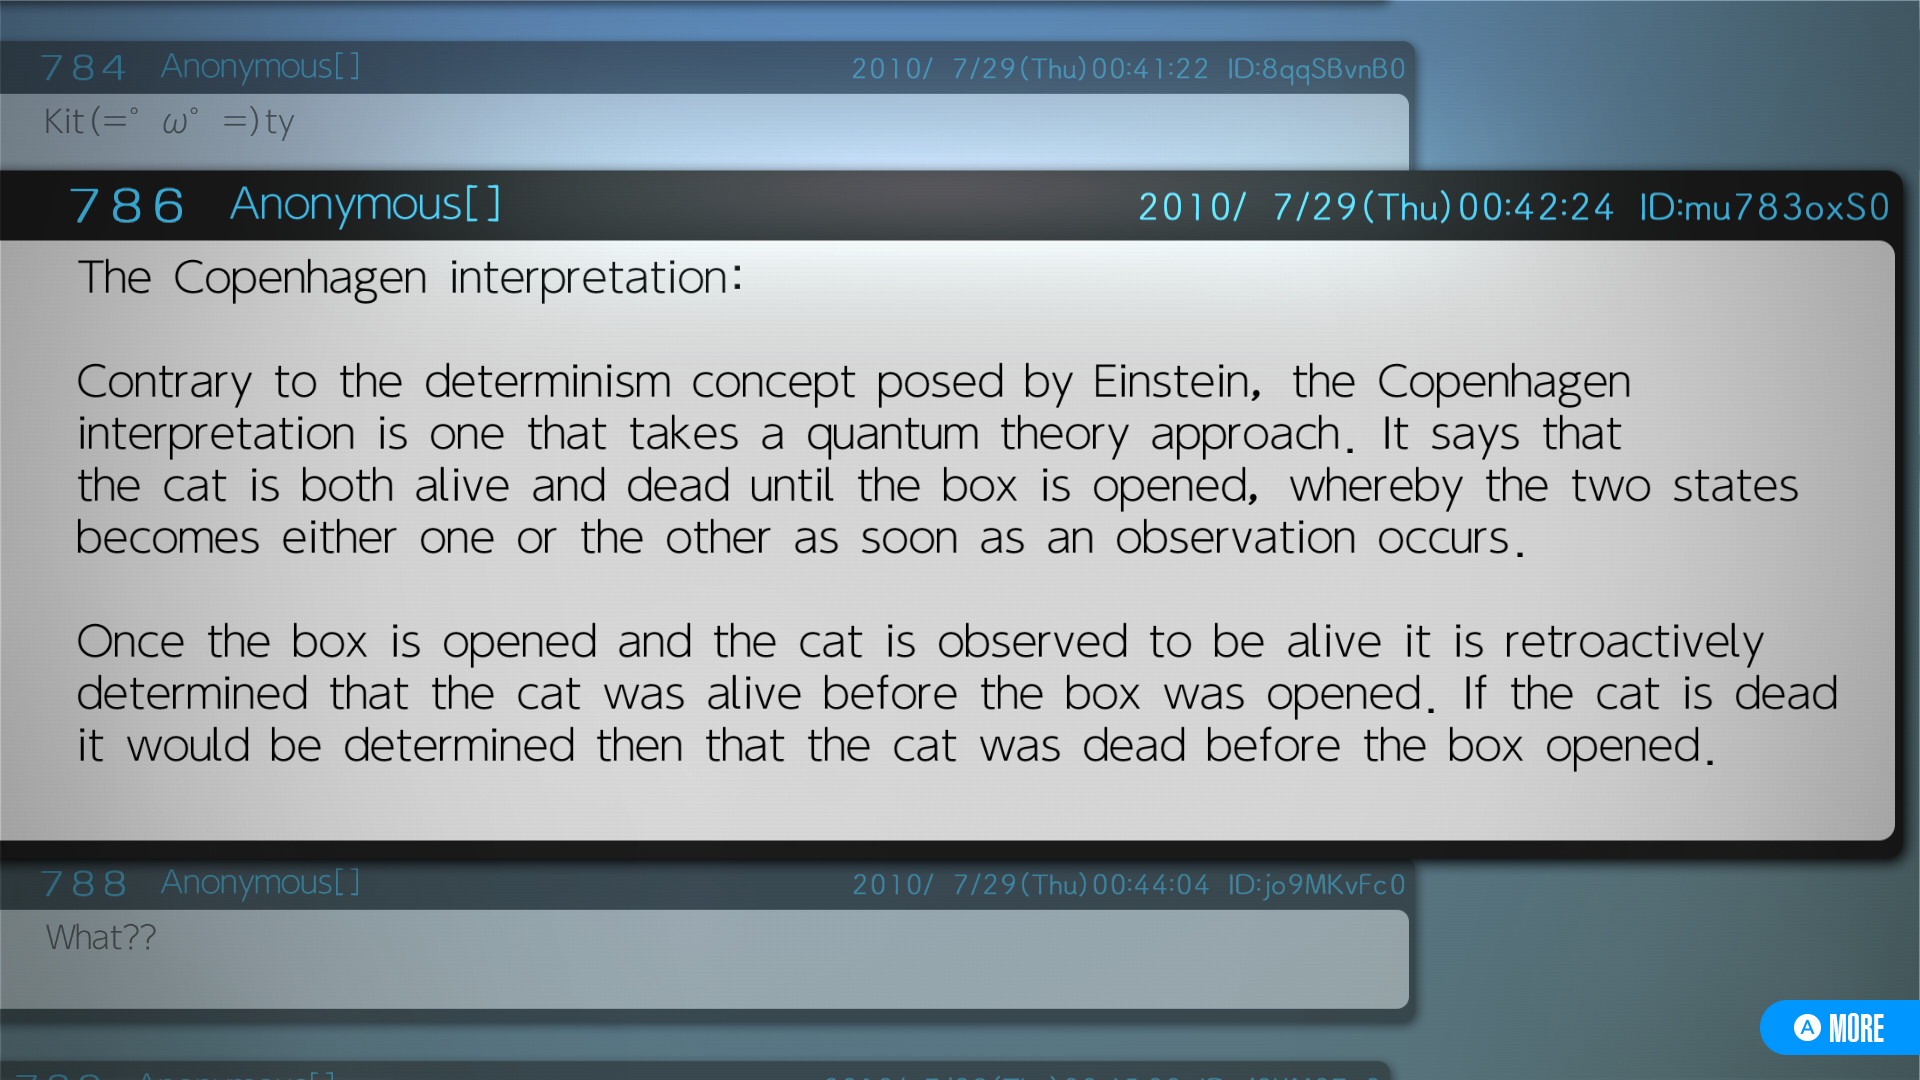 784 Anonymous[] 2010/ 7/29(Thu)00:41:22 ID:8qqSBvnB0
Kit(=ﾟ ωﾟ =)ty
786 Anonymous[] 2010/ 7/29(Thu)00:42:24 ID:mu783oxS0
The Copenhagen interpretation:
Contrary to the determinism concept posed by Einstein, the Copenhagen
interpretation is one that takes a quantum theory approach. It says that
the cat is both alive and dead until the box is opened, whereby the two states
becomes either one or the other as soon as an observation occurs.
Once the box is opened and the cat is observed to be alive it is retroactively
determined that the cat was alive before the box was opened. If the cat is dead
it would be determined then that the cat was dead before the box opened.
788 Anonymous[] 2010/ 7/29(Thu)00:44:04 ID:jo9MKvFc0
What??
A MORE